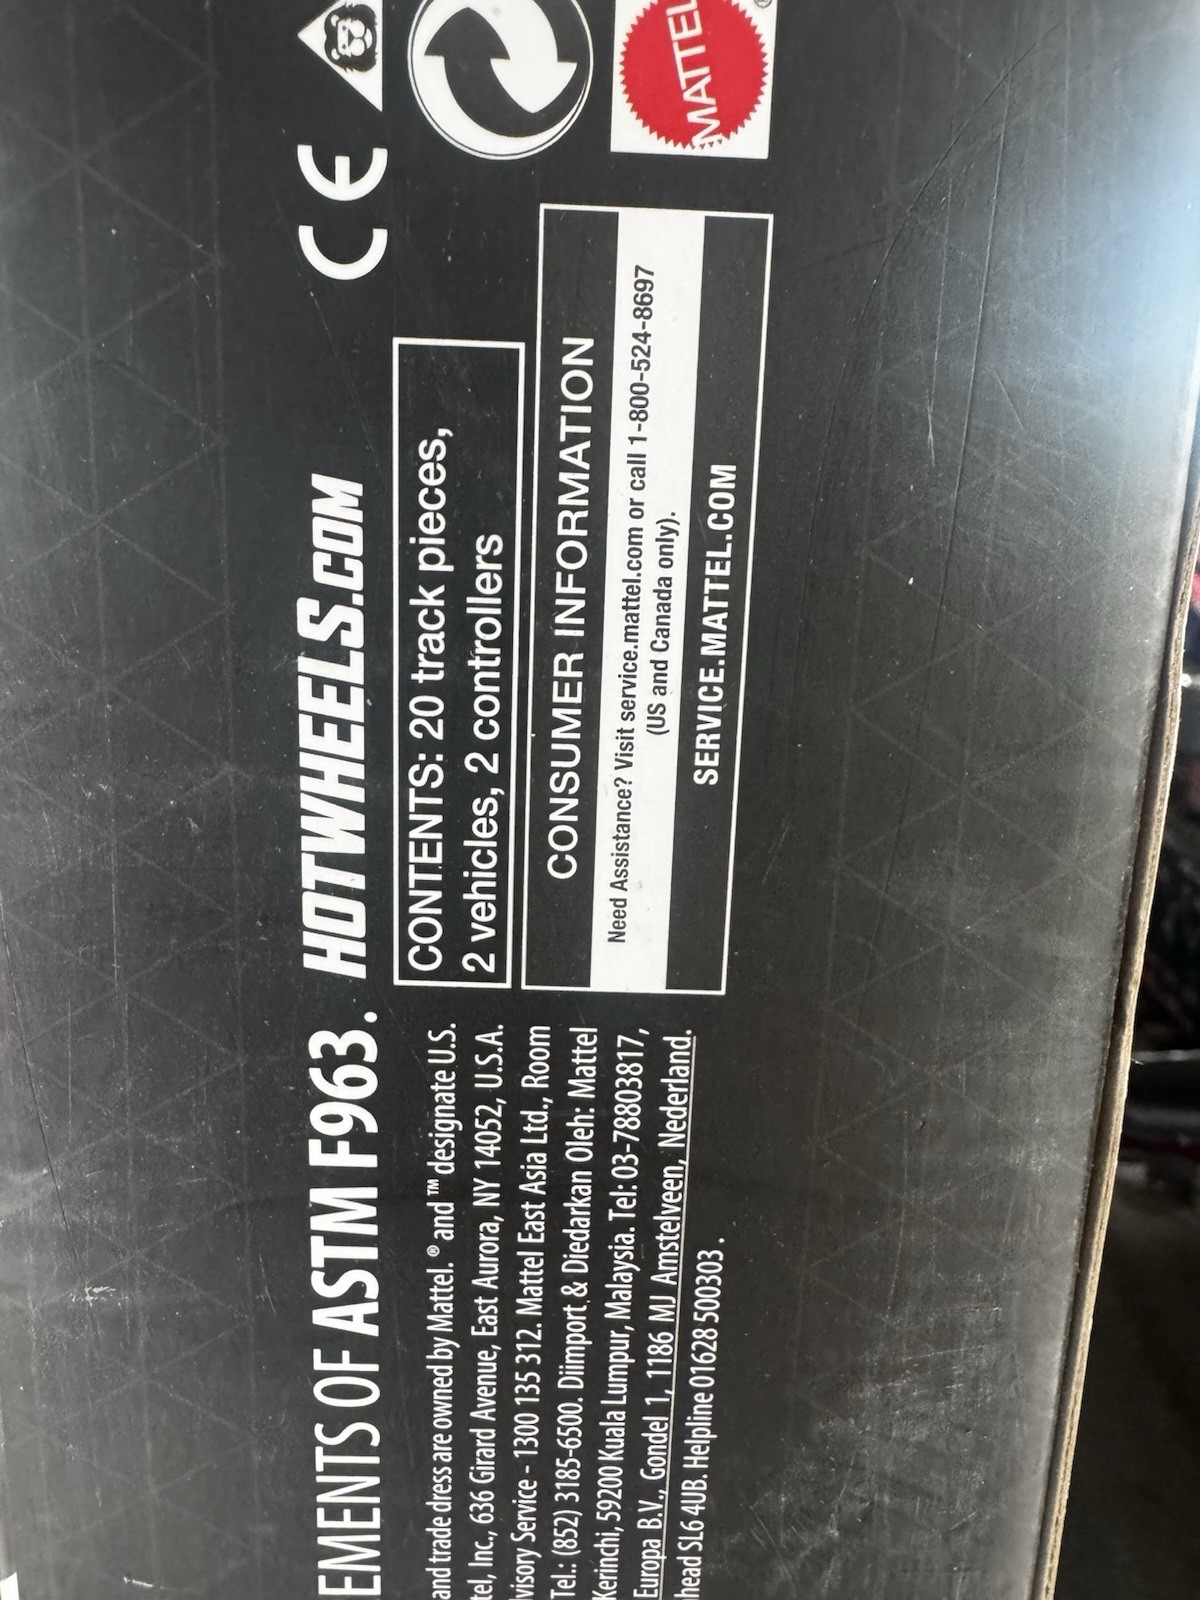 EMENTS OF ASTM F963. HOTWHEELS.COM
CE
and trade dress are owned by Mattel. ® and ™ designate U.S.
tel, Inc., 636 Girard Avenue, East Aurora, NY 14052, U.S.A.
visory Service - 1300 135 312. Mattel East Asia Ltd., Room
Tel.: (852) 3185-6500. Diimport & Diedarkan Oleh: Mattel
Kerinchi, 59200 Kuala Lumpur, Malaysia. Tel: 03-78803817,
Europa B.V., Gondel 1, 1186 MJ Amstelveen, Nederland.
head SL6 4UB. Helpline 01628 500303 .
CONTENTS: 20 track pieces,
2 vehicles, 2 controllers
CONSUMER INFORMATION
Need Assistance? Visit service.mattel.com or call 1-800-524-8697
(US and Canada only).
SERVICE.MATTEL.COM
MATTEL